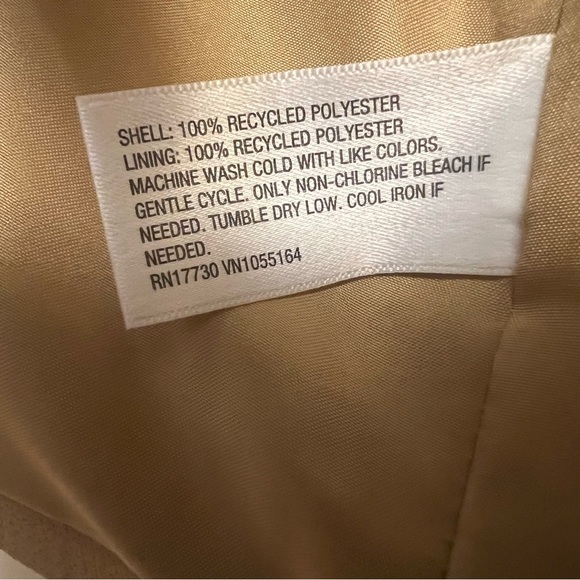 SHELL: 100% RECYCLED POLYESTER
LINING: 100% RECYCLED POLYESTER
MACHINE WASH COLD WITH LIKE COLORS.
GENTLE CYCLE. ONLY NON-CHLORINE BLEACH IF
NEEDED. TUMBLE DRY LOW. COOL IRON IF
NEEDED.
RN17730 VN1055164